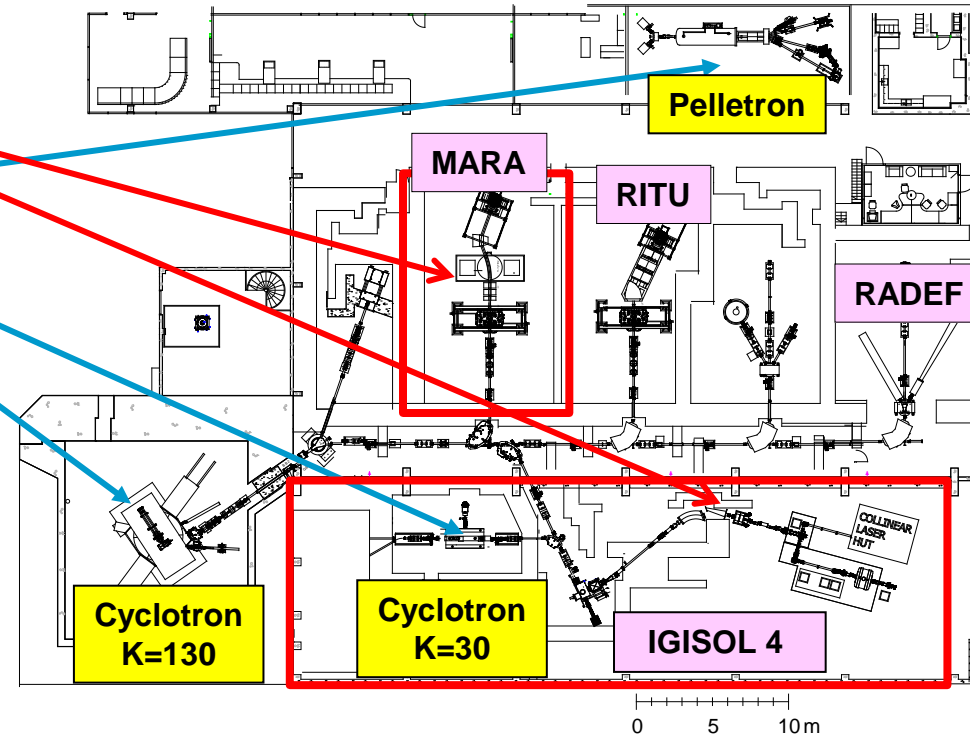 Pelletron
MARA
RITU
RADEF
COLLINEAR
LASER
HUT
Cyclotron
K=130
Cyclotron
K=30
IGISOL 4
0 5 10 m